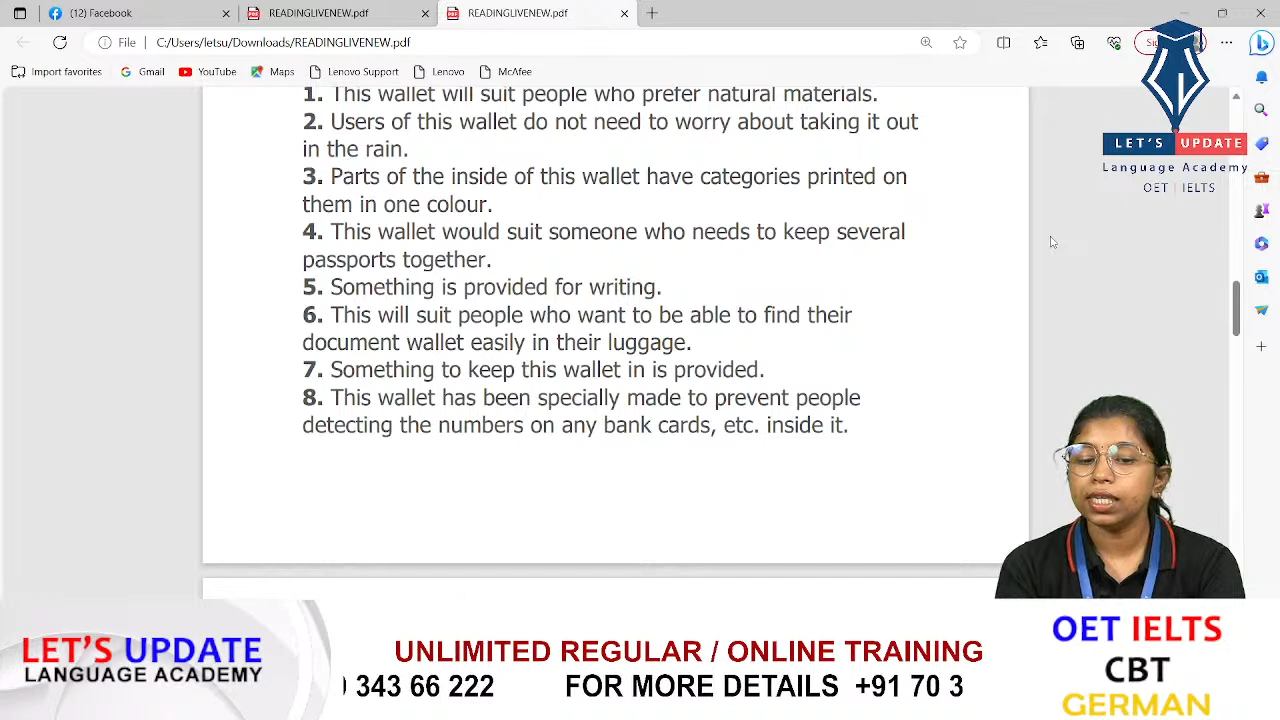 (12) Facebook
READINGLIVENEW.pdf
READINGLIVENEW.pdf
File
C:/Users/letsu/Downloads/READINGLIVENEW.pdf
Import favorites
Gmail
YouTube
Maps
Lenovo Support
Lenovo
McAfee
LET'S UPDATE
Language Academy
OET | IELTS
1. This wallet will suit people who prefer natural materials.
2. Users of this wallet do not need to worry about taking it out
in the rain.
3. Parts of the inside of this wallet have categories printed on
them in one colour.
4. This wallet would suit someone who needs to keep several
passports together.
5. Something is provided for writing.
6. This will suit people who want to be able to find their
document wallet easily in their luggage.
7. Something to keep this wallet in is provided.
8. This wallet has been specially made to prevent people
detecting the numbers on any bank cards, etc. inside it.
LET'S UPDATE
LANGUAGE ACADEMY
UNLIMITED REGULAR / ONLINE TRAINING
343 66 222 FOR MORE DETAILS +91 70 3
OET IELTS
CBT
GERMAN